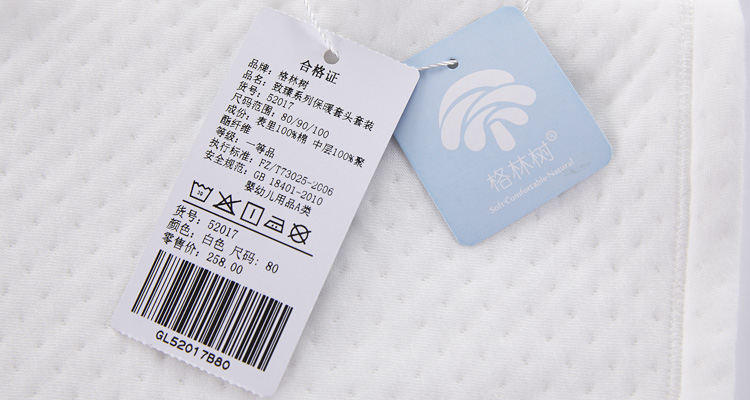 合格证
品牌: 格林树
品名: 致臻系列保暖套头套装
货号: 52017
尺码范围: 80/90/100
成份: 表里100%棉 中层100%聚
酯纤维
等级: 一等品
执行标准: FZ/T73025-2006
安全规范: GB 18401-2010
婴幼儿用品A类
货号: 52017
颜色: 白色 尺码: 80
零售价: 258.00
GL52017B80
格林树®
Soft·Comfortable·Natural